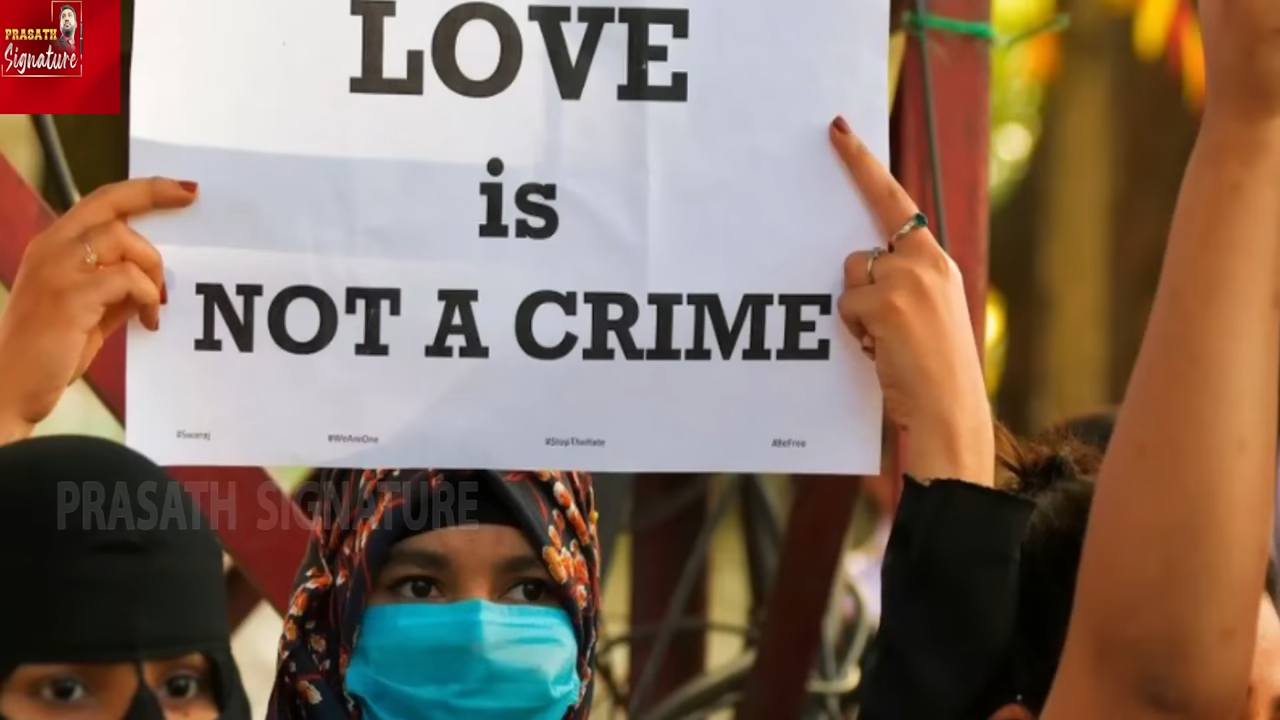 PRASATH
Signature
LOVE
is
NOT A CRIME
#Swaraj #WeAreOne #StopTheHate #BeFree
PRASATH SIGNATURE